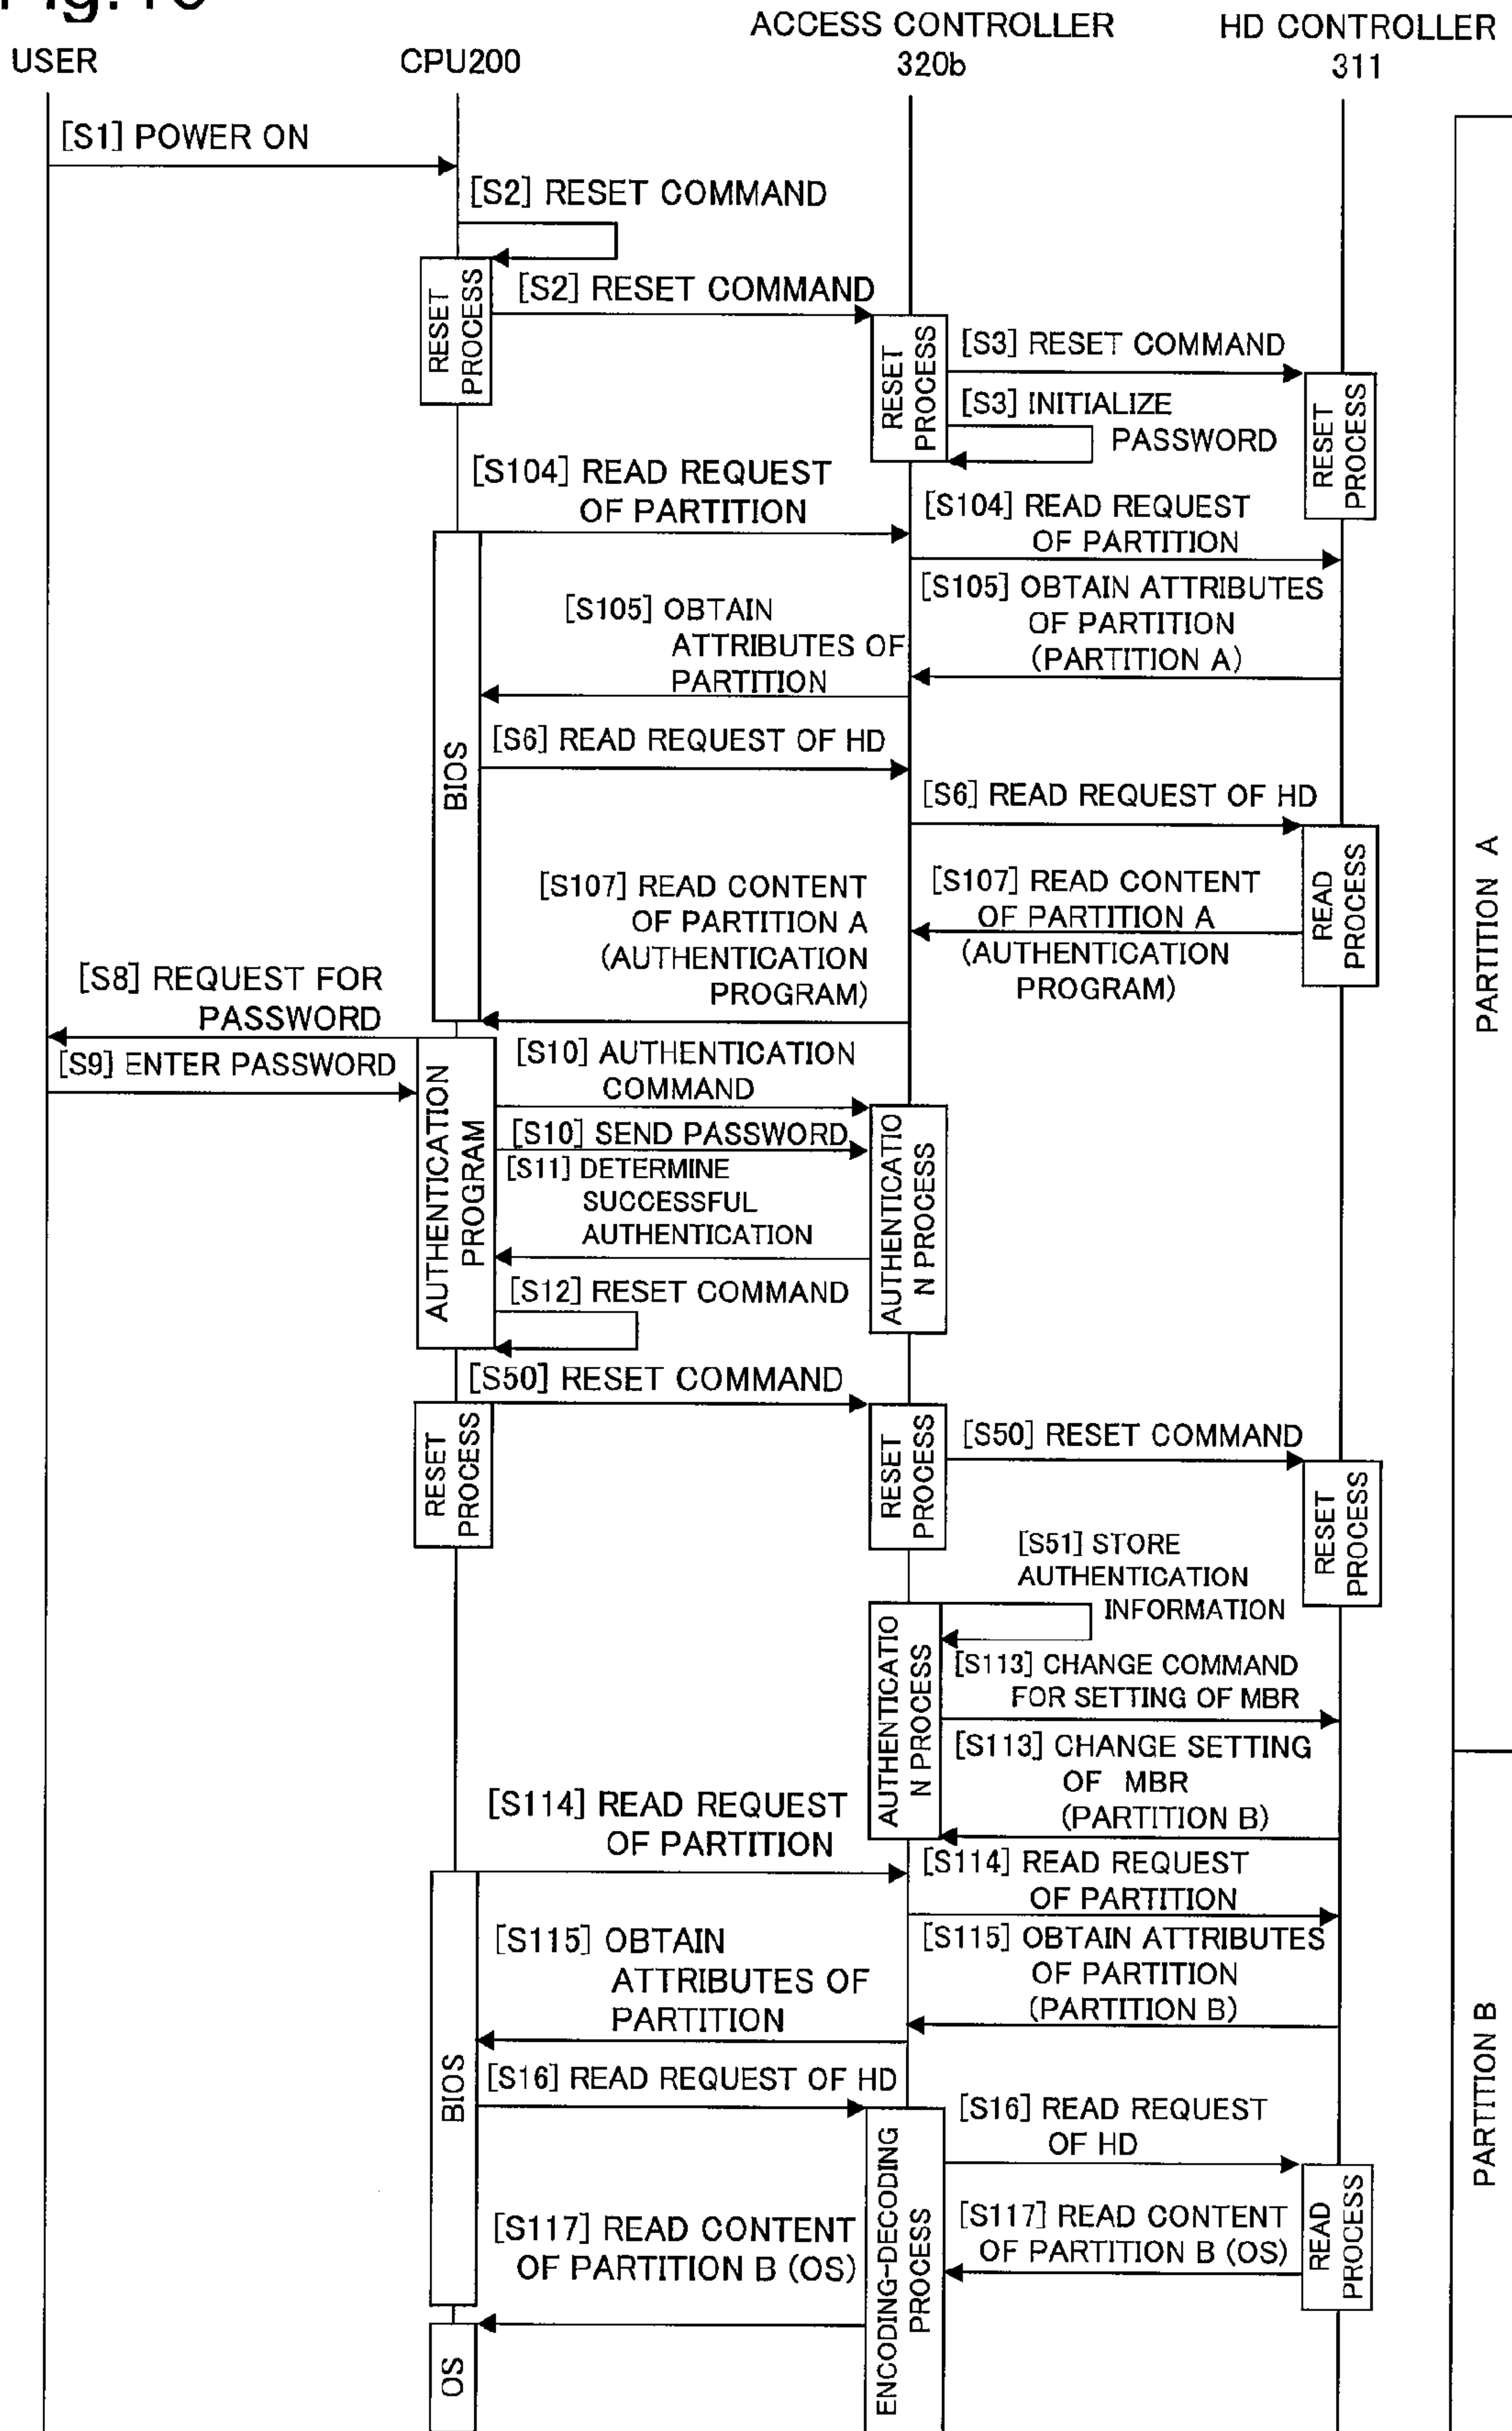 USER
CPU200
ACCESS CONTROLLER
320b
HD CONTROLLER
311
[S1] POWER ON
[S2] RESET COMMAND
RESET
PROCESS
[S2] RESET COMMAND
RESET
PROCESS
[S3] RESET COMMAND
[S3] INITIALIZE
PASSWORD
RESET
PROCESS
[S104] READ REQUEST
OF PARTITION
[S104] READ REQUEST
OF PARTITION
[S105] OBTAIN ATTRIBUTES
OF PARTITION
(PARTITION A)
[S105] OBTAIN
ATTRIBUTES OF
PARTITION
BIOS
[S6] READ REQUEST OF HD
[S6] READ REQUEST OF HD
READ
PROCESS
[S107] READ CONTENT
OF PARTITION A
(AUTHENTICATION
PROGRAM)
[S107] READ CONTENT
OF PARTITION A
(AUTHENTICATION
PROGRAM)
PARTITION A
[S8] REQUEST FOR
PASSWORD
[S9] ENTER PASSWORD
AUTHENTICATION
PROGRAM
[S10] AUTHENTICATION
COMMAND
[S10] SEND PASSWORD
[S11] DETERMINE
SUCCESSFUL
AUTHENTICATION
AUTHENTICATIO
N PROCESS
[S12] RESET COMMAND
[S50] RESET COMMAND
RESET
PROCESS
RESET
PROCESS
[S50] RESET COMMAND
RESET
PROCESS
[S51] STORE
AUTHENTICATION
INFORMATION
AUTHENTICATIO
N PROCESS
[S113] CHANGE COMMAND
FOR SETTING OF MBR
[S113] CHANGE SETTING
OF MBR
(PARTITION B)
[S114] READ REQUEST
OF PARTITION
[S114] READ REQUEST
OF PARTITION
[S115] OBTAIN ATTRIBUTES
OF PARTITION
(PARTITION B)
[S115] OBTAIN
ATTRIBUTES OF
PARTITION
BIOS
[S16] READ REQUEST OF HD
[S16] READ REQUEST
OF HD
ENCODING-DECODING
PROCESS
READ
PROCESS
[S117] READ CONTENT
OF PARTITION B (OS)
[S117] READ CONTENT
OF PARTITION B (OS)
OS
PARTITION B